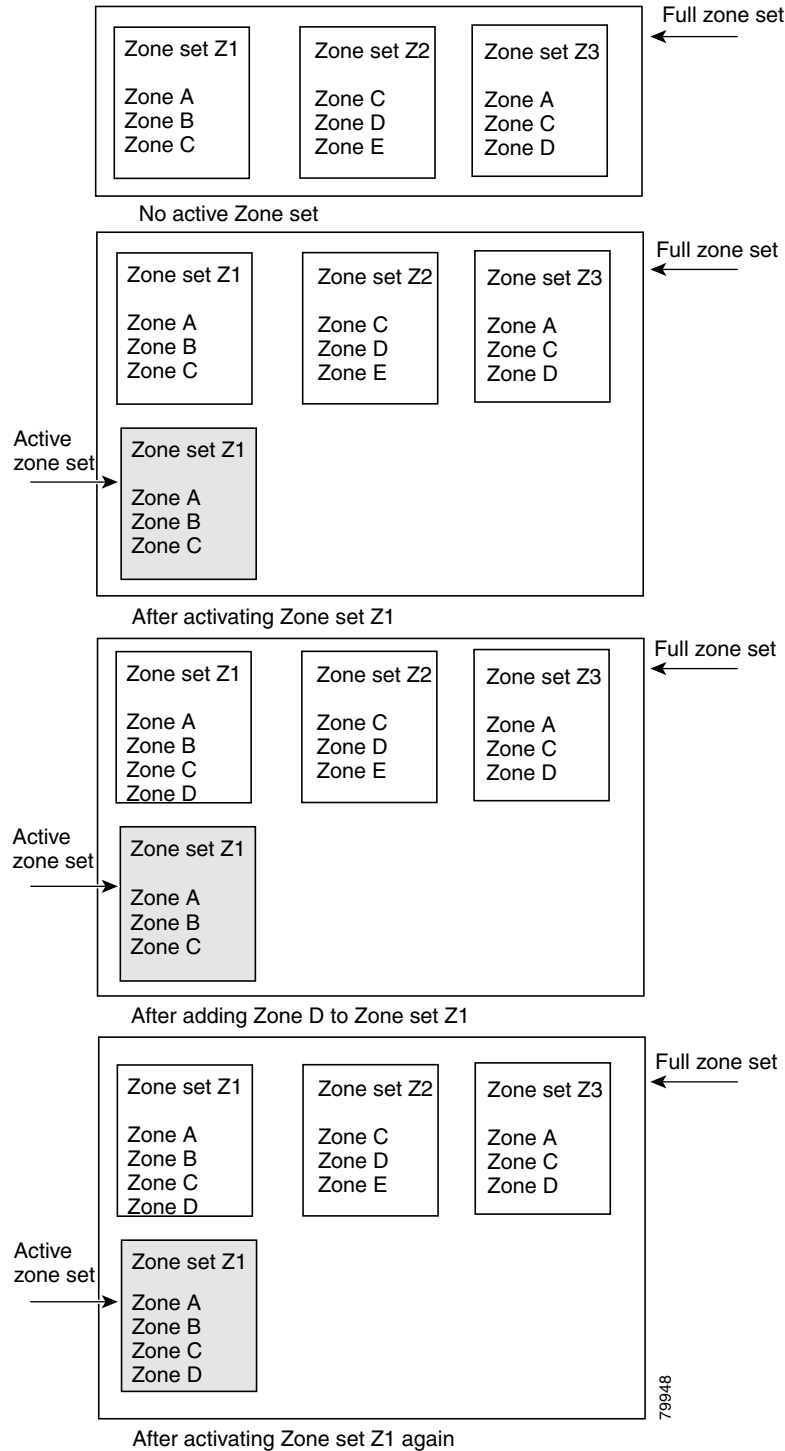 Full zone set
Zone set Z1
Zone A
Zone B
Zone C
Zone set Z2
Zone C
Zone D
Zone E
Zone set Z3
Zone A
Zone C
Zone D
No active Zone set
Full zone set
Zone set Z1
Zone A
Zone B
Zone C
Zone set Z2
Zone C
Zone D
Zone E
Zone set Z3
Zone A
Zone C
Zone D
Active
zone set
Zone set Z1
Zone A
Zone B
Zone C
After activating Zone set Z1
Full zone set
Zone set Z1
Zone A
Zone B
Zone C
Zone D
Zone set Z2
Zone C
Zone D
Zone E
Zone set Z3
Zone A
Zone C
Zone D
Active
zone set
Zone set Z1
Zone A
Zone B
Zone C
After adding Zone D to Zone set Z1
Full zone set
Zone set Z1
Zone A
Zone B
Zone C
Zone D
Zone set Z2
Zone C
Zone D
Zone E
Zone set Z3
Zone A
Zone C
Zone D
Active
zone set
Zone set Z1
Zone A
Zone B
Zone C
Zone D
79948
After activating Zone set Z1 again